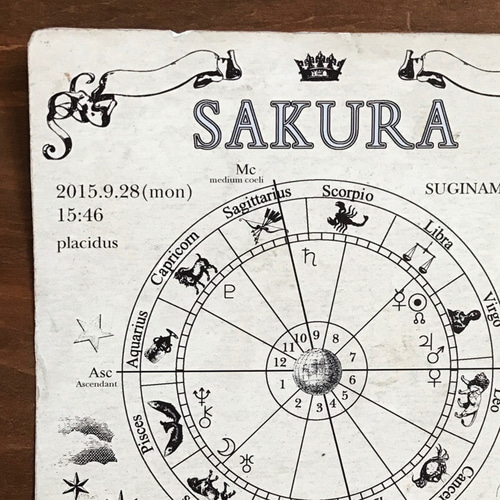 SAKURA
2015.9.28(mon)
15:46
placidus
SUGINAM
Mc
medium coeli
Sagittarius
Scorpio
Libra
Virgo
Leo
Cancer
Capricorn
Aquarius
Asc
Ascendant
Pisces
10 9 8
11 7
12 6
1 5
2 3 4